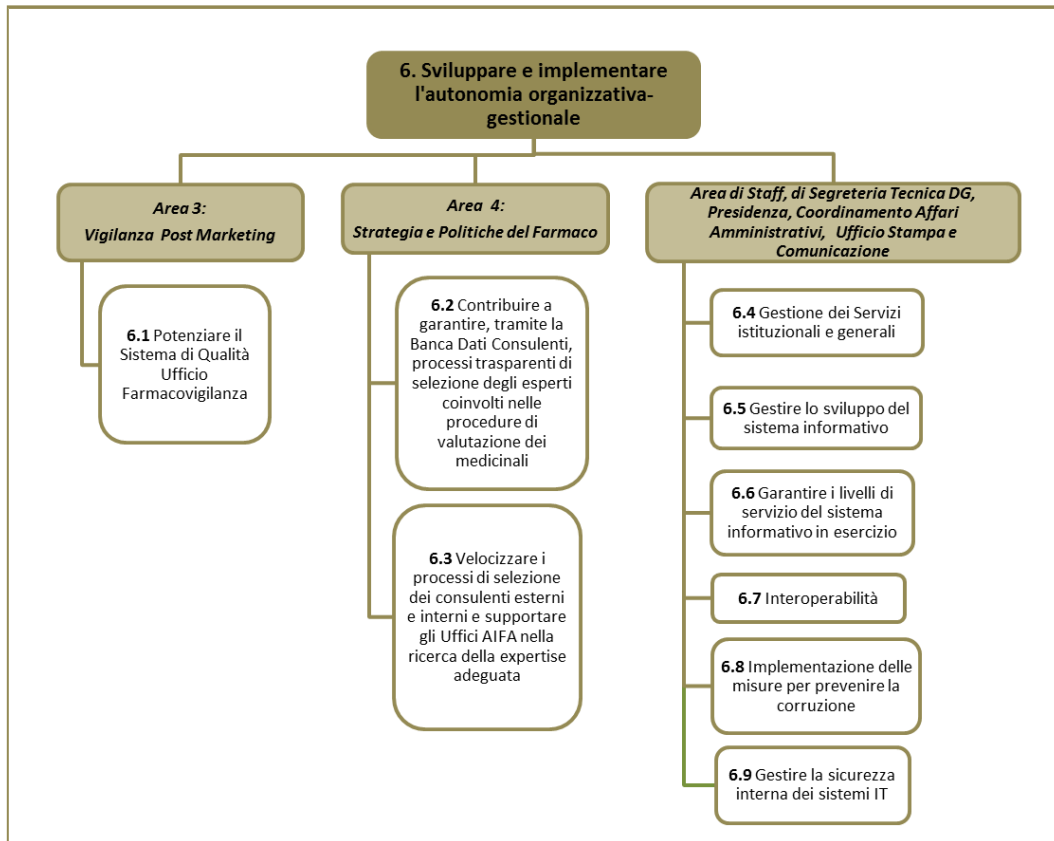 6. Sviluppare e implementare
l'autonomia organizzativa-
gestionale
Area 3:
Vigilanza Post Marketing
6.1 Potenziare il
Sistema di Qualità
Ufficio
Farmacovigilanza
Area 4:
Strategia e Politiche del Farmaco
6.2 Contribuire a
garantire, tramite la
Banca Dati Consulenti,
processi trasparenti di
selezione degli esperti
coinvolti nelle
procedure di
valutazione dei
medicinali
6.3 Velocizzare i
processi di selezione
dei consulenti esterni
e interni e supportare
gli Uffici AIFA nella
ricerca della expertise
adeguata
Area di Staff, di Segreteria Tecnica DG,
Presidenza, Coordinamento Affari
Amministrativi, Ufficio Stampa e
Comunicazione
6.4 Gestione dei Servizi
istituzionali e generali
6.5 Gestire lo sviluppo del
sistema informativo
6.6 Garantire i livelli di
servizio del sistema
informativo in esercizio
6.7 Interoperabilità
6.8 Implementazione delle
misure per prevenire la
corruzione
6.9 Gestire la sicurezza
interna dei sistemi IT